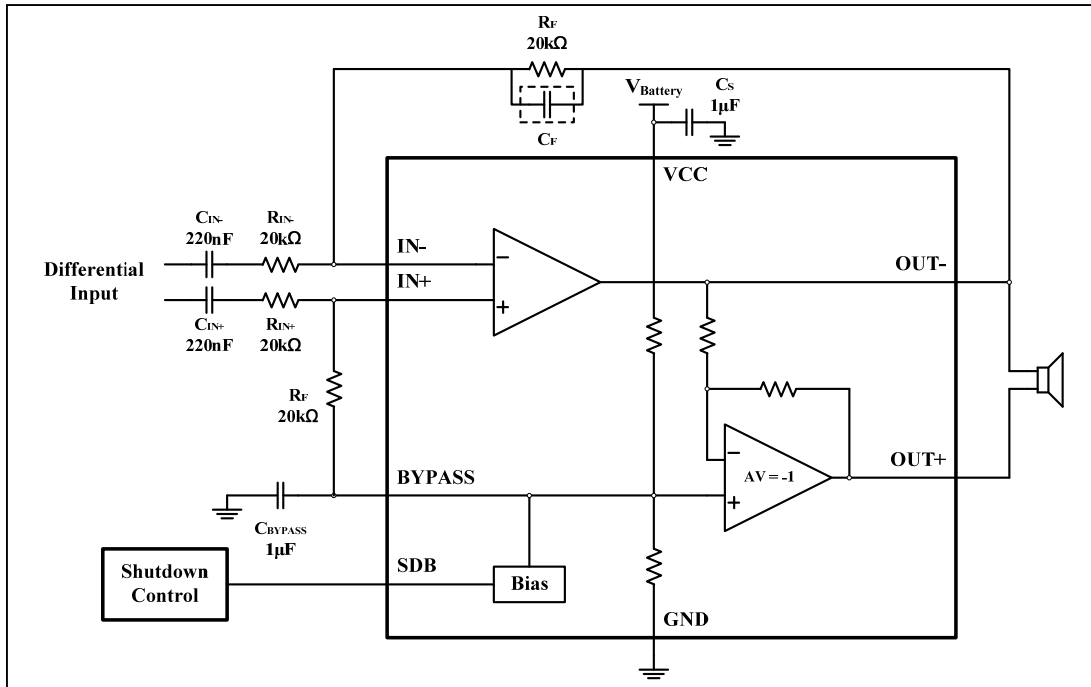 RF
20kΩ
VBattery
CS
1μF
CF
VCC
CIN-
220nF
RIN-
20kΩ
IN-
Differential
Input
IN+
OUT-
CIN+
220nF
RIN+
20kΩ
RF
20kΩ
BYPASS
AV = -1
OUT+
CBYPASS
1μF
SDB
Shutdown
Control
Bias
GND